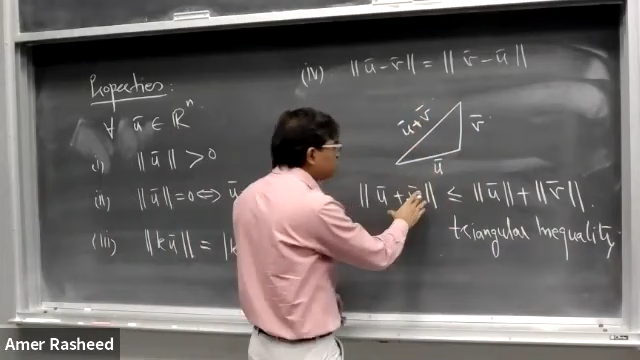 Properties:
∀ ū ∈ ℝⁿ
i) ‖ū‖ > 0
(ii) ‖ū‖ = 0 ⇔ ū
(iii) ‖kū‖ = |k
(iv) ‖ū - v̄‖ = ‖v̄ - ū‖
ū + v̄
v̄
ū
‖ū + v̄‖ ≤ ‖ū‖ + ‖v̄‖.
triangular Inequality
Amer Rasheed